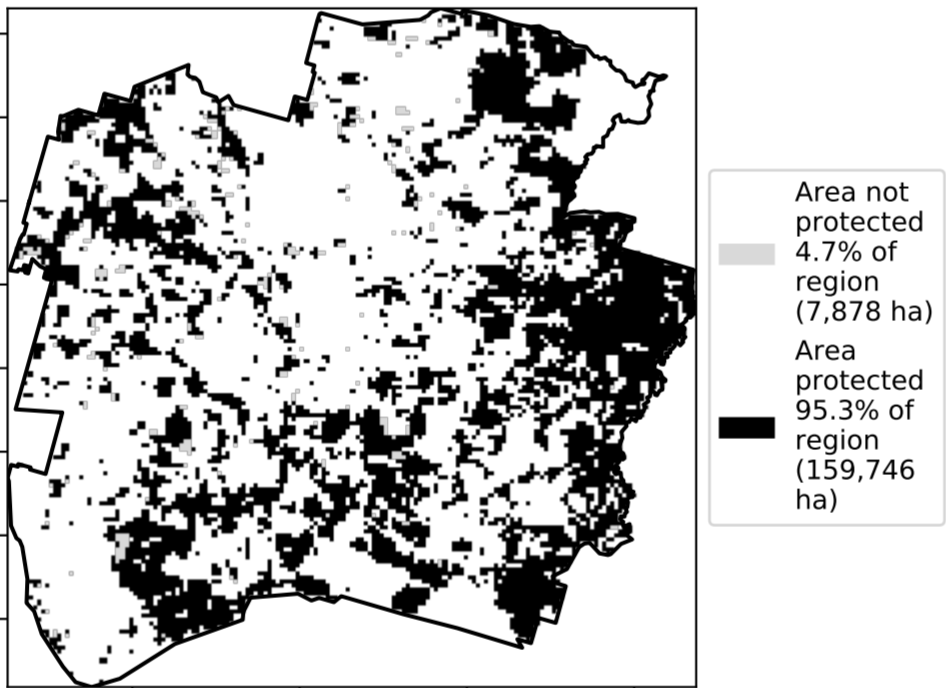 Area not
protected
4.7% of
region
(7,878 ha)
Area
protected
95.3% of
region
(159,746
ha)